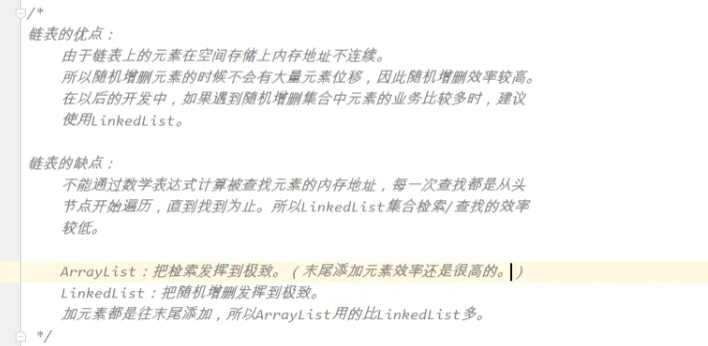 /*
链表的优点：
由于链表上的元素在空间存储上内存地址不连续。
所以随机增删元素的时候不会有大量元素位移，因此随机增删效率较高。
在以后的开发中，如果遇到随机增删集合中元素的业务比较多时，建议
使用LinkedList。
链表的缺点：
不能通过数学表达式计算被查找元素的内存地址，每一次查找都是从头
节点开始遍历，直到找到为止。所以LinkedList集合检索/查找的效率
较低。
ArrayList：把检索发挥到极致。（末尾添加元素效率还是很高的。）
LinkedList：把随机增删发挥到极致。
加元素都是往末尾添加，所以ArrayList用的比LinkedList多。
*/